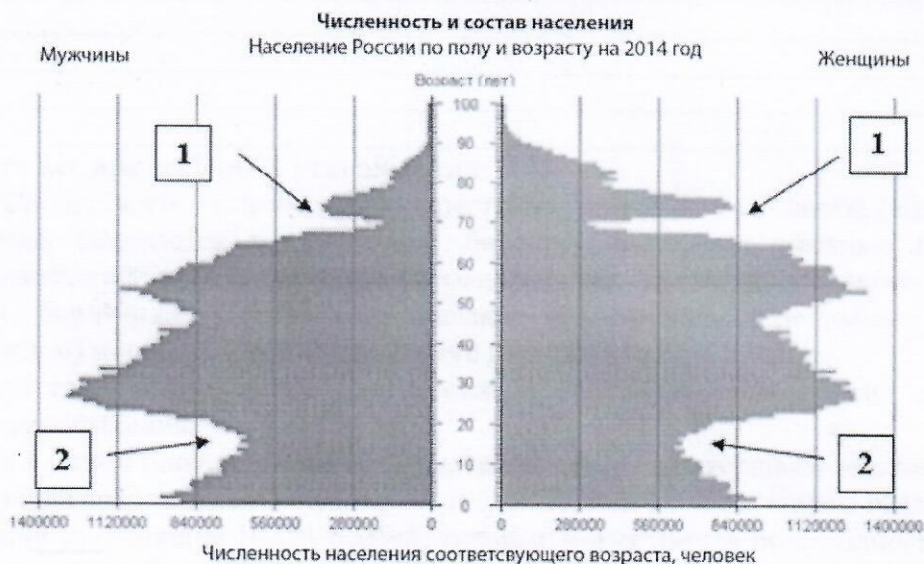 Численность и состав населения
Население России по полу и возрасту на 2014 год
Мужчины
Женщины
Возраст (лет)
100
90
80
70
60
50
40
30
20
10
0
1
1
2
2
1400000 1120000 840000 560000 200000 0
0 200000 560000 840000 1120000 1400000
Численность населения соответсвующего возраста, человек